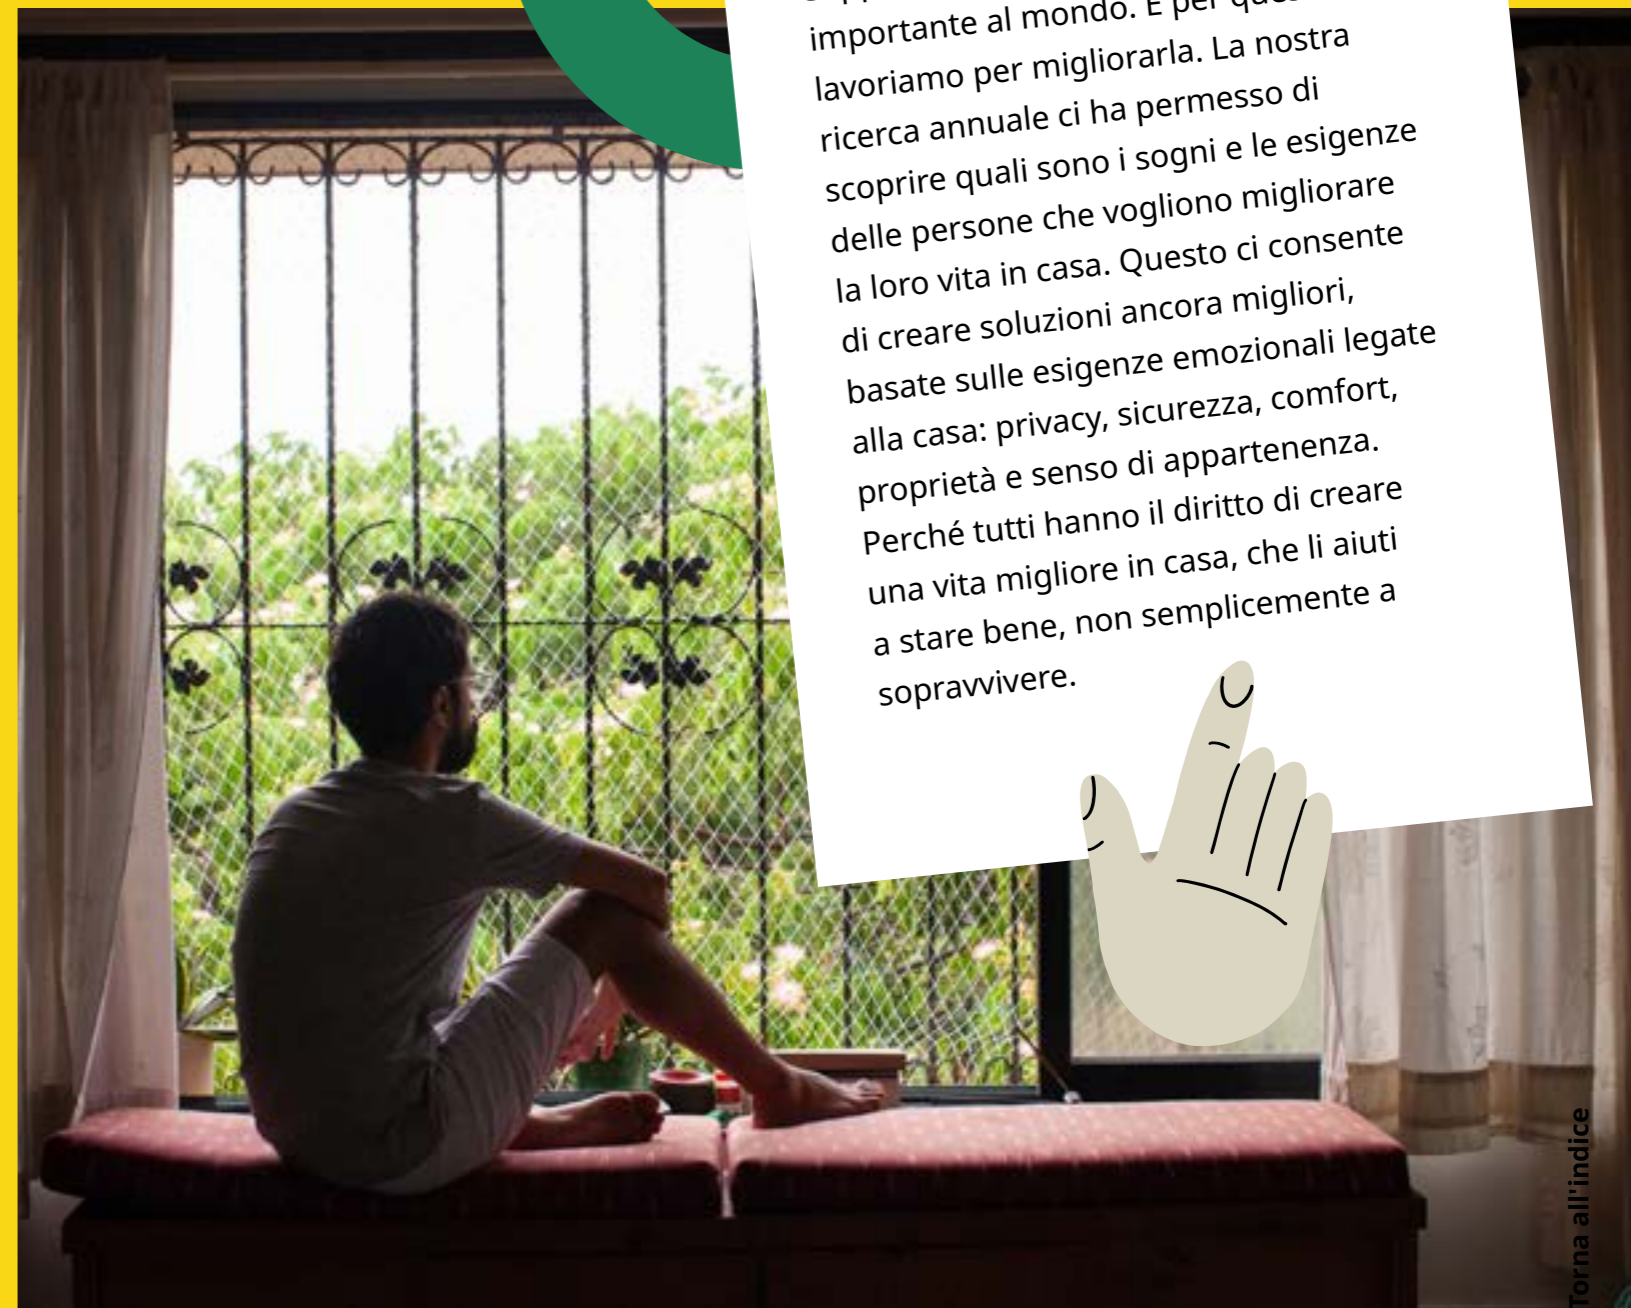 importante al mondo. E per
lavoriamo per migliorarla. La nostra
ricerca annuale ci ha permesso di
scoprire quali sono i sogni e le esigenze
delle persone che vogliono migliorare
la loro vita in casa. Questo ci consente
di creare soluzioni ancora migliori,
basate sulle esigenze emozionali legate
alla casa: privacy, sicurezza, comfort,
proprietà e senso di appartenenza.
Perché tutti hanno il diritto di creare
una vita migliore in casa, che li aiuti
a stare bene, non semplicemente a
sopravvivere.
Torna all'indice